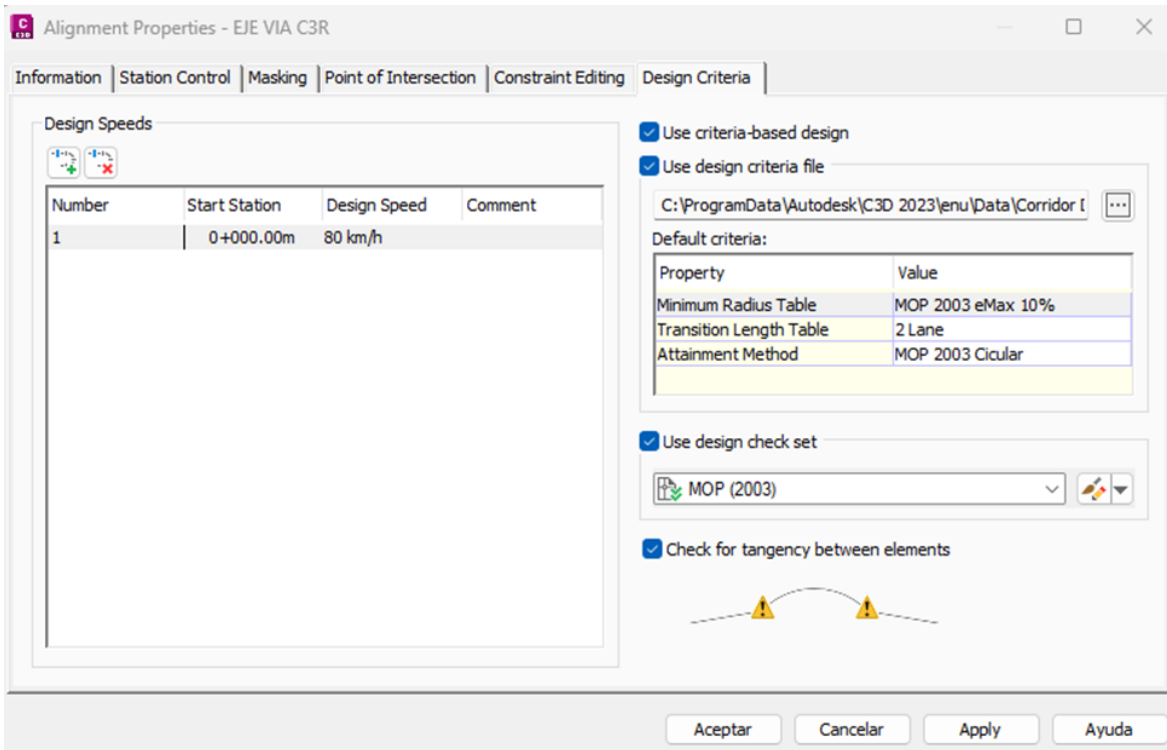 C
C3D
Alignment Properties - EJE VIA C3R
Information Station Control Masking Point of Intersection Constraint Editing Design Criteria
Design Speeds
Number Start Station Design Speed Comment
1 0+000.00m 80 km/h
Use criteria-based design
Use design criteria file
C:\ProgramData\Autodesk\C3D 2023\enu\Data\Corridor D
...
Default criteria:
Property Value
Minimum Radius Table MOP 2003 eMax 10%
Transition Length Table 2 Lane
Attainment Method MOP 2003 Cicular
Use design check set
MOP (2003)
Check for tangency between elements
Aceptar Cancelar Apply Ayuda